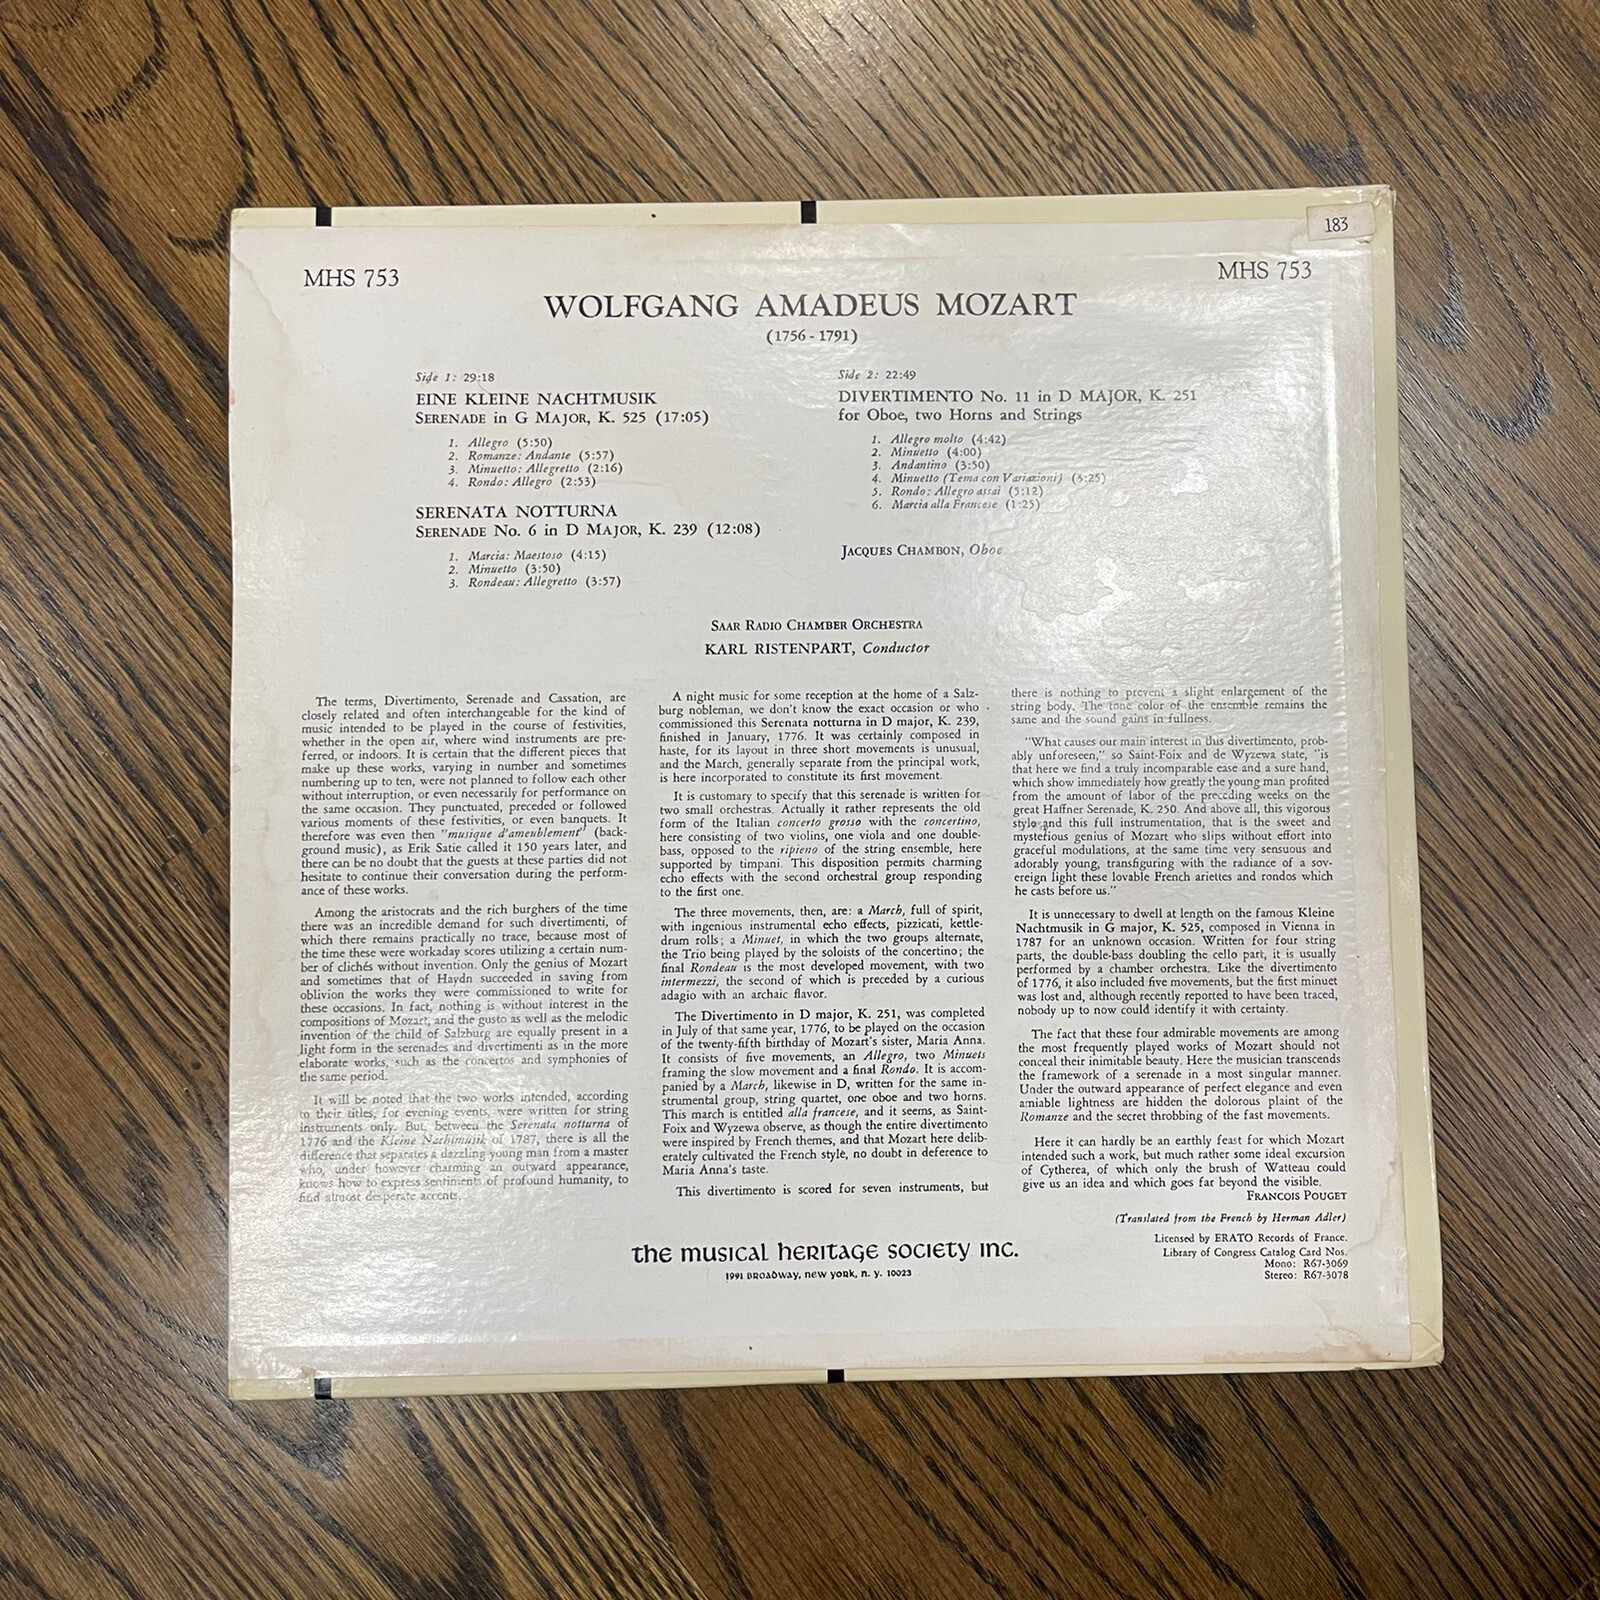 183
MHS 753
MHS 753
WOLFGANG AMADEUS MOZART
(1756 - 1791)
Side 1: 29:18
EINE KLEINE NACHTMUSIK
SERENADE in G MAJOR, K. 525 (17:05)
1. Allegro (5:50)
2. Romanze: Andante (5:57)
3. Minuetto: Allegretto (2:16)
4. Rondo: Allegro (2:53)
SERENATA NOTTURNA
SERENADE No. 6 in D MAJOR, K. 239 (12:08)
1. Marcia: Maestoso (4:15)
2. Minuetto (3:50)
3. Rondeau: Allegretto (3:57)
Side 2: 22:49
DIVERTIMENTO No. 11 in D MAJOR, K. 251
for Oboe, two Horns and Strings
1. Allegro molto (4:42)
2. Minuetto (4:00)
3. Andantino (3:50)
4. Minuetto (Tema con Variazioni) (3:25)
5. Rondo: Allegro assai (5:12)
6. Marcia alla Francese (1:25)
JACQUES CHAMBON, Oboe
SAAR RADIO CHAMBER ORCHESTRA
KARL RISTENPART, Conductor
The terms, Divertimento, Serenade and Cassation, are
closely related and often interchangeable for the kind of
music intended to be played in the course of festivities,
whether in the open air, where wind instruments are pre-
ferred, or indoors. It is certain that the different pieces that
make up these works, varying in number and sometimes
numbering up to ten, were not planned to follow each other
without interruption, or even necessarily for performance on
the same occasion. They punctuated, preceded or followed
various moments of these festivities, or even banquets. It
therefore was even then "musique d'ameublement" (back-
ground music), as Erik Satie called it 150 years later, and
there can be no doubt that the guests at these parties did not
hesitate to continue their conversation during the perform-
ance of these works.
Among the aristocrats and the rich burghers of the time
there was an incredible demand for such divertimenti, of
which there remains practically no trace, because most of
the time these were workaday scores utilizing a certain num-
ber of clichés without invention. Only the genius of Mozart
and sometimes that of Haydn succeeded in saving from
oblivion the works they were commissioned to write for
these occasions. In fact, nothing is without interest in the
compositions of Mozart, and the gusto as well as the melodic
invention of the child of Salzburg are equally present in a
light form in the serenades and divertimenti as in the more
elaborate works, such as the concertos and symphonies of
the same period.
It will be noted that the two works intended, according
to their titles, for evening events, were written for string
instruments only. But, between the Serenata notturna of
1776 and the Kleine Nachtmusik of 1787, there is all the
difference that separates a dazzling young man from a master
who, under however charming an outward appearance,
knows how to express sentiments of profound humanity, to
find almost desperate accents.
A night music for some reception at the home of a Salz-
burg nobleman, we don't know the exact occasion or who
commissioned this Serenata notturna in D major, K. 239,
finished in January, 1776. It was certainly composed in
haste, for its layout in three short movements is unusual,
and the March, generally separate from the principal work,
is here incorporated to constitute its first movement.
It is customary to specify that this serenade is written for
two small orchestras. Actually it rather represents the old
form of the Italian concerto grosso with the concertino,
here consisting of two violins, one viola and one double-
bass, opposed to the ripieno of the string ensemble, here
supported by timpani. This disposition permits charming
echo effects with the second orchestral group responding
to the first one.
The three movements, then, are: a March, full of spirit,
with ingenious instrumental echo effects, pizzicati, kettle-
drum rolls; a Minuet, in which the two groups alternate,
the Trio being played by the soloists of the concertino; the
final Rondeau is the most developed movement, with two
intermezzi, the second of which is preceded by a curious
adagio with an archaic flavor.
The Divertimento in D major, K. 251, was completed
in July of that same year, 1776, to be played on the occasion
of the twenty-fifth birthday of Mozart's sister, Maria Anna.
It consists of five movements, an Allegro, two Minuets
framing the slow movement and a final Rondo. It is accom-
panied by a March, likewise in D, written for the same in-
strumental group, string quartet, one oboe and two horns.
This march is entitled alla francese, and it seems, as Saint-
Foix and Wyzewa observe, as though the entire divertimento
were inspired by French themes, and that Mozart here delib-
erately cultivated the French style, no doubt in deference to
Maria Anna's taste.
This divertimento is scored for seven instruments, but
there is nothing to prevent a slight enlargement of the
string body. The tone color of the ensemble remains the
same and the sound gains in fullness.
"What causes our main interest in this divertimento, prob-
ably unforeseen," so Saint-Foix and de Wyzewa state, "is
that here we find a truly incomparable ease and a sure hand,
which show immediately how greatly the young man profited
from the amount of labor of the preceding weeks on the
great Haffner Serenade, K. 250. And above all, this vigorous
style and this full instrumentation, that is the sweet and
mysterious genius of Mozart who slips without effort into
graceful modulations, at the same time very sensuous and
adorably young, transfiguring with the radiance of a sov-
ereign light these lovable French ariettes and rondos which
he casts before us."
It is unnecessary to dwell at length on the famous Kleine
Nachtmusik in G major, K. 525, composed in Vienna in
1787 for an unknown occasion. Written for four string
parts, the double-bass doubling the cello part, it is usually
performed by a chamber orchestra. Like the divertimento
of 1776, it also included five movements, but the first minuet
was lost and, although recently reported to have been traced,
nobody up to now could identify it with certainty.
The fact that these four admirable movements are among
the most frequently played works of Mozart should not
conceal their inimitable beauty. Here the musician transcends
the framework of a serenade in a most singular manner.
Under the outward appearance of perfect elegance and even
amiable lightness are hidden the dolorous plaint of the
Romanze and the secret throbbing of the fast movements.
Here it can hardly be an earthly feast for which Mozart
intended such a work, but much rather some ideal excursion
of Cytherea, of which only the brush of Watteau could
give us an idea and which goes far beyond the visible.
FRANCOIS POUGET
(Translated from the French by Herman Adler)
Licensed by ERATO Records of France.
Library of Congress Catalog Card Nos.
Mono: R67-3069
Stereo: R67-3078
the musical heritage society inc.
1991 broadway, new york, n. y. 10023